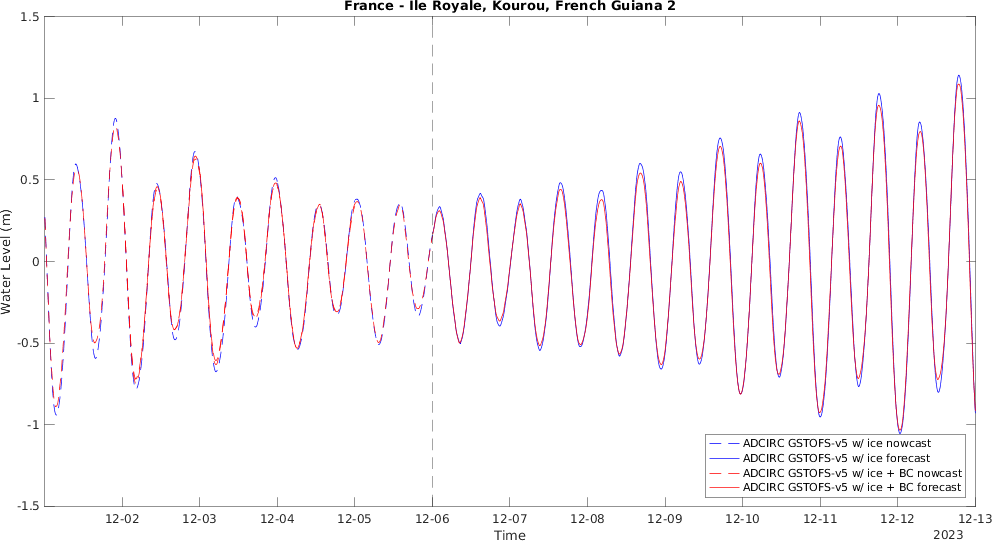 France - Ile Royale, Kourou, French Guiana 2
1.5
1
0.5
0
-0.5
-1
-1.5
Water Level (m)
12-02 12-03 12-04 12-05 12-06 12-07 12-08 12-09 12-10 12-11 12-12 12-13
Time
2023
ADCIRC GSTOFS-v5 w/ ice nowcast
ADCIRC GSTOFS-v5 w/ ice forecast
ADCIRC GSTOFS-v5 w/ ice + BC nowcast
ADCIRC GSTOFS-v5 w/ ice + BC forecast